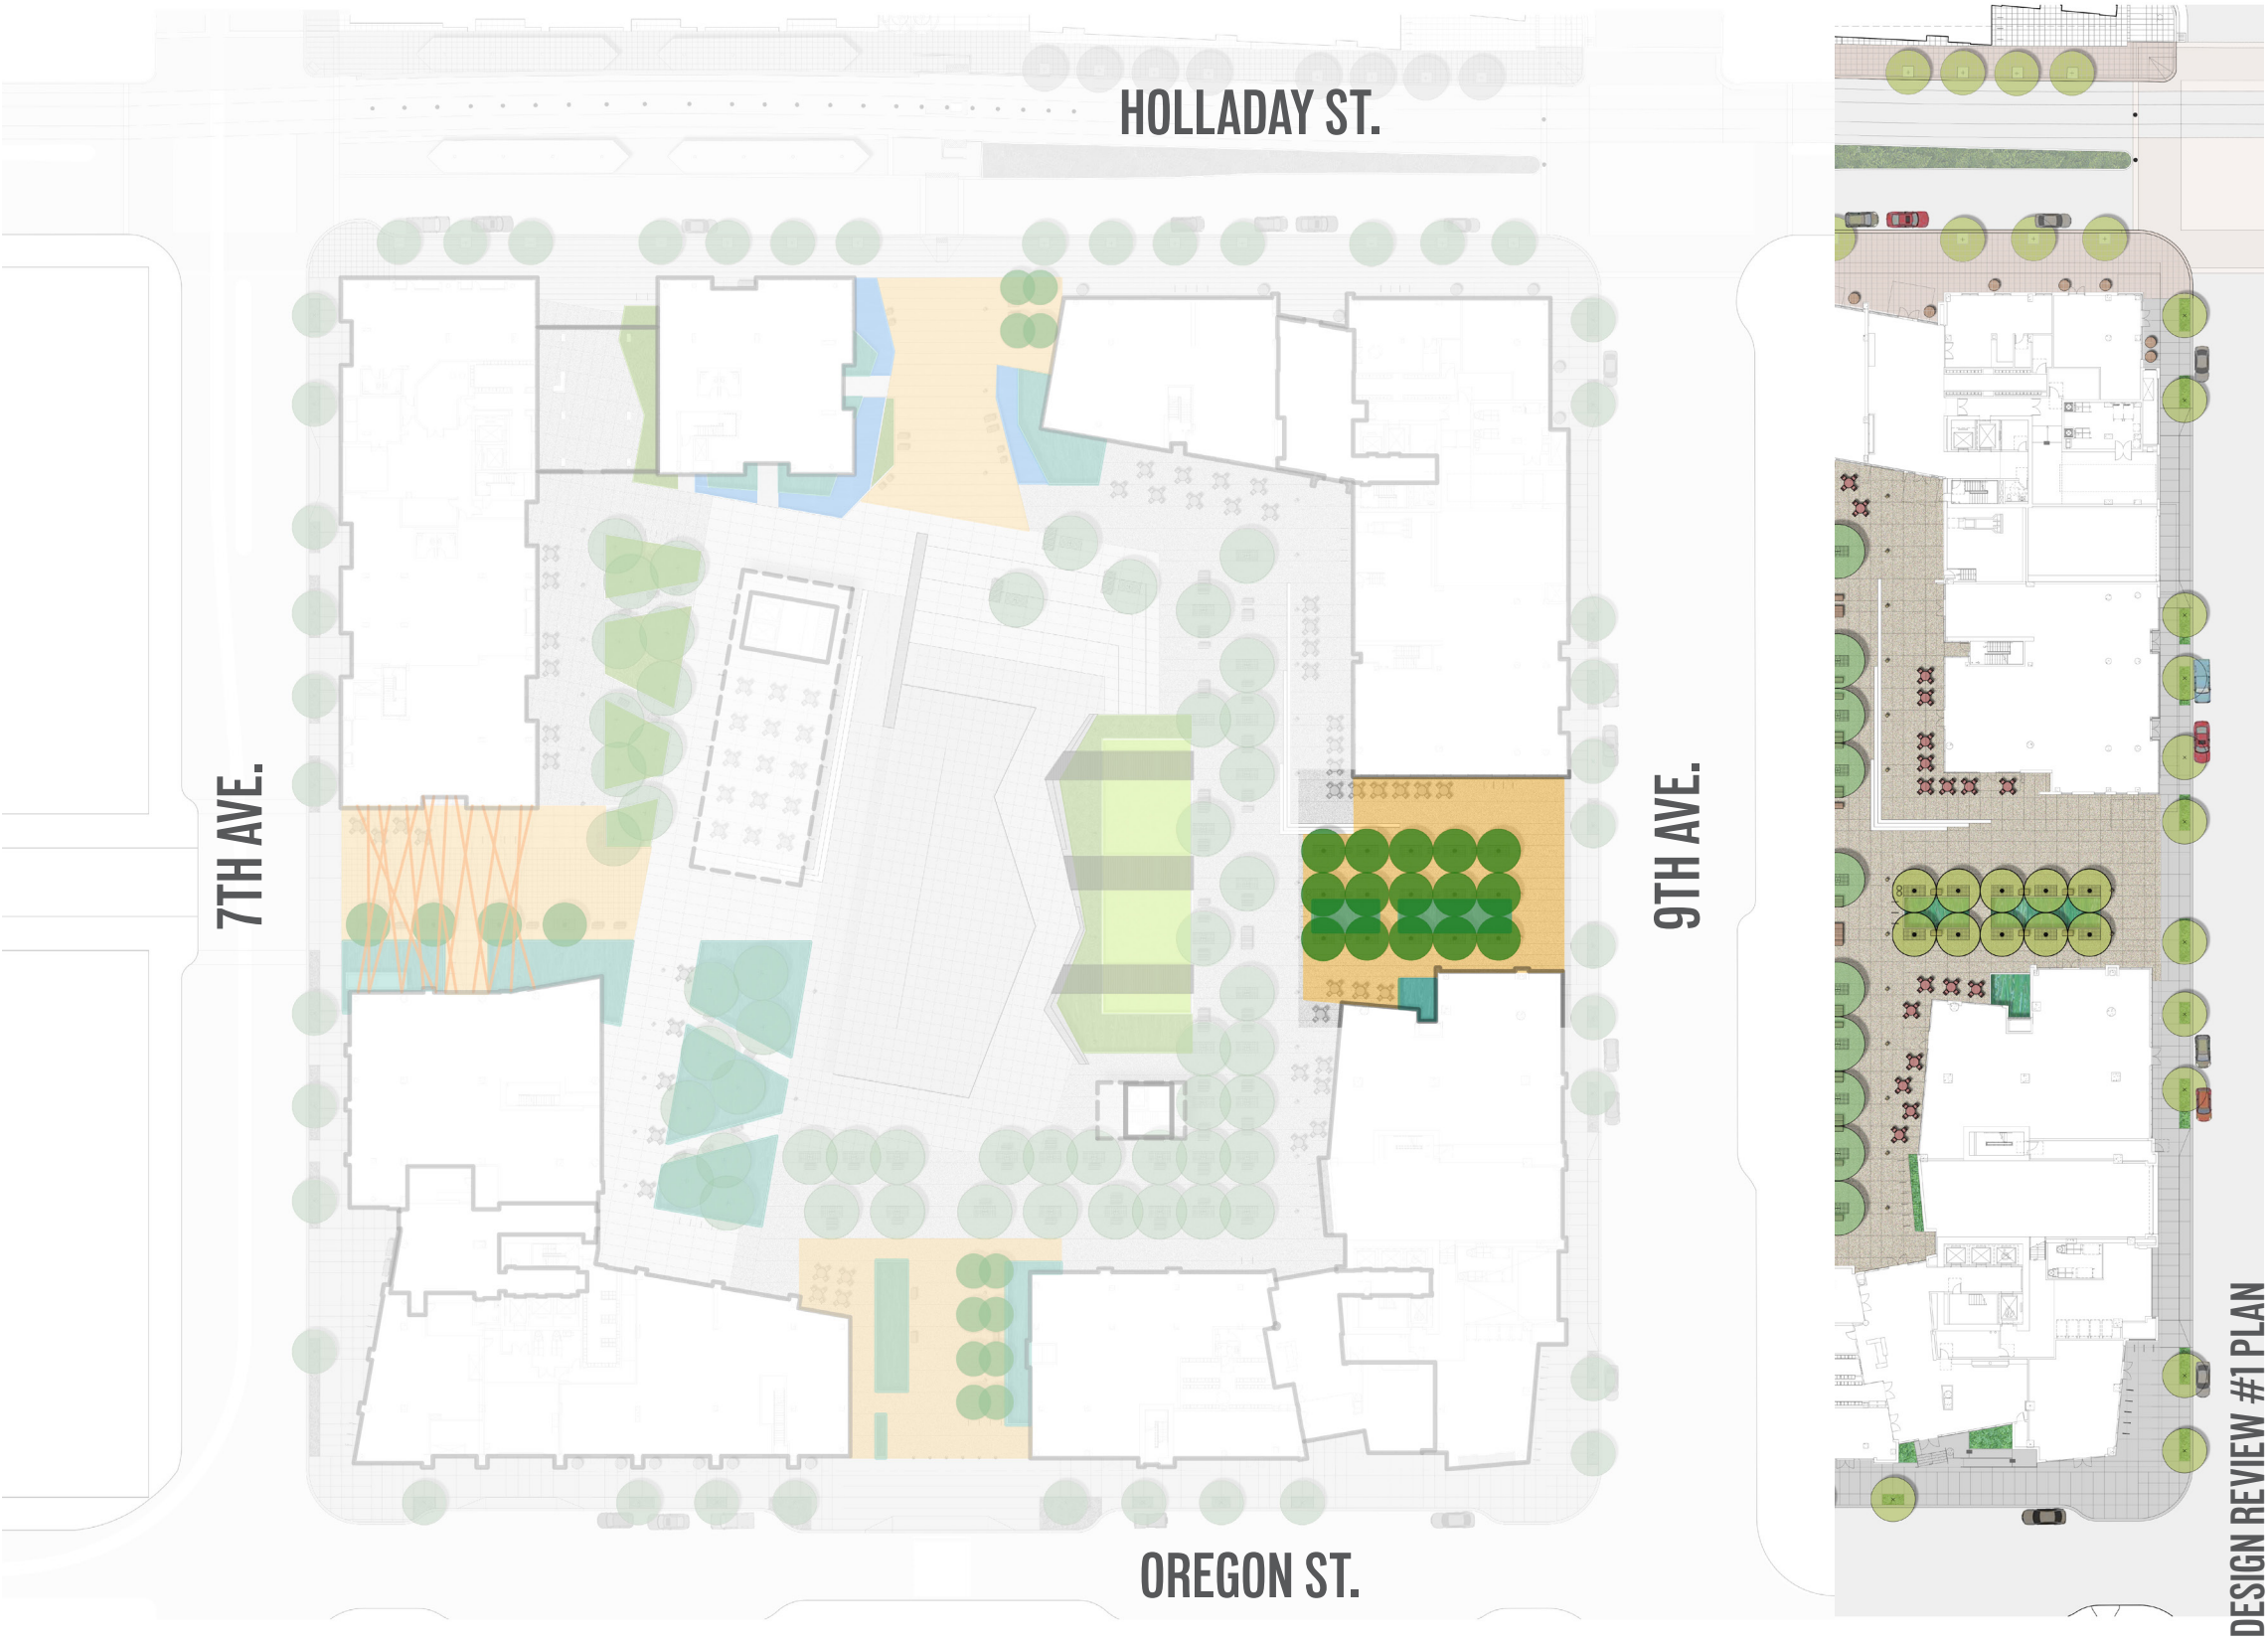 HOLLADAY ST.
7TH AVE.
9TH AVE.
OREGON ST.
DESIGN REVIEW #1 PLAN